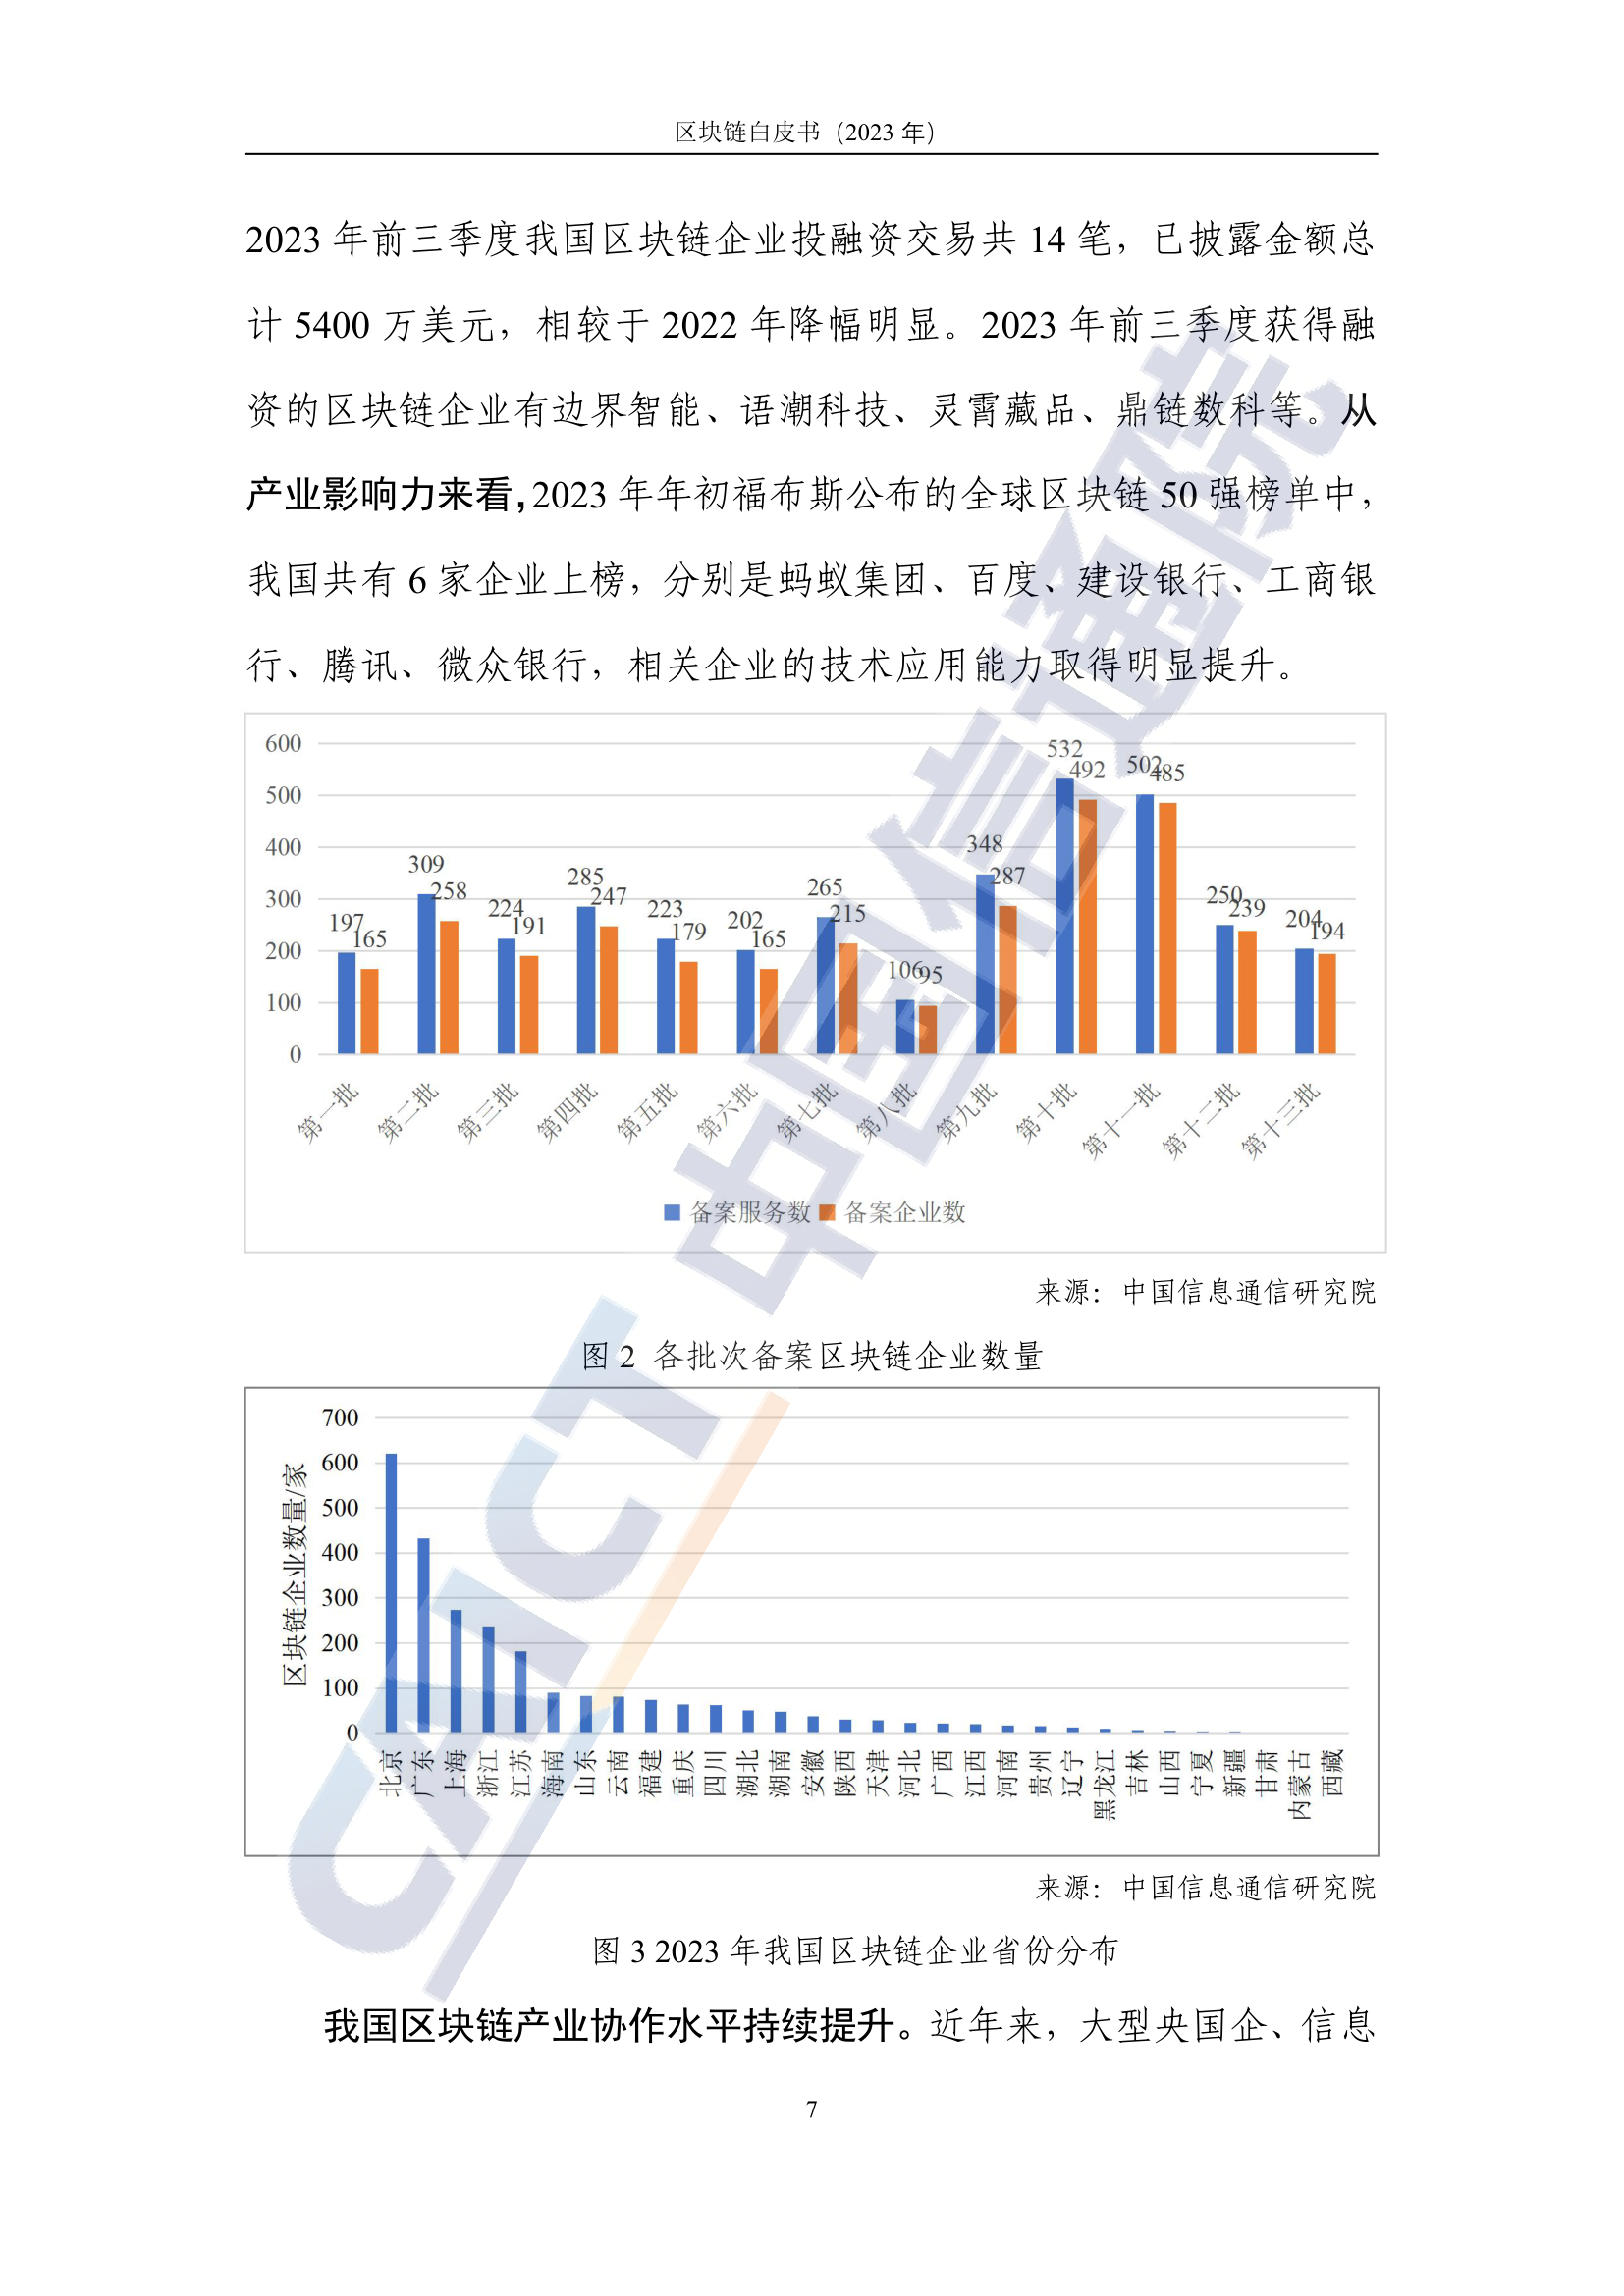 区块链白皮书（2023 年）
2023 年前三季度我国区块链企业投融资交易共 14 笔，已披露金额总
计 5400 万美元，相较于 2022 年降幅明显。2023 年前三季度获得融
资的区块链企业有边界智能、语潮科技、灵霄藏品、鼎链数科等。从
产业影响力来看，2023 年年初福布斯公布的全球区块链 50 强榜单中，
我国共有 6 家企业上榜，分别是蚂蚁集团、百度、建设银行、工商银
行、腾讯、微众银行，相关企业的技术应用能力取得明显提升。
600
500
400
300
200
100
0
197 165
309 258
224 191
285 247
223 179
202 165
265 215
106 95
348 287
532 492
502 485
250 239
204 194
第一批 第二批 第三批 第四批 第五批 第六批 第七批 第八批 第九批 第十批 第十一批 第十二批 第十三批
备案服务数 备案企业数
来源：中国信息通信研究院
图 2 各批次备案区块链企业数量
区块链企业数量/家
700
600
500
400
300
200
100
0
北京 广东 上海 浙江 江苏 海南 山东 云南 福建 重庆 四川 湖北 湖南 安徽 陕西 天津 河北 广西 江西 河南 贵州 辽宁 黑龙江 吉林 山西 宁夏 新疆 甘肃 内蒙古 西藏
来源：中国信息通信研究院
图 3 2023 年我国区块链企业省份分布
我国区块链产业协作水平持续提升。近年来，大型央国企、信息
7
CAICT 中国信通院